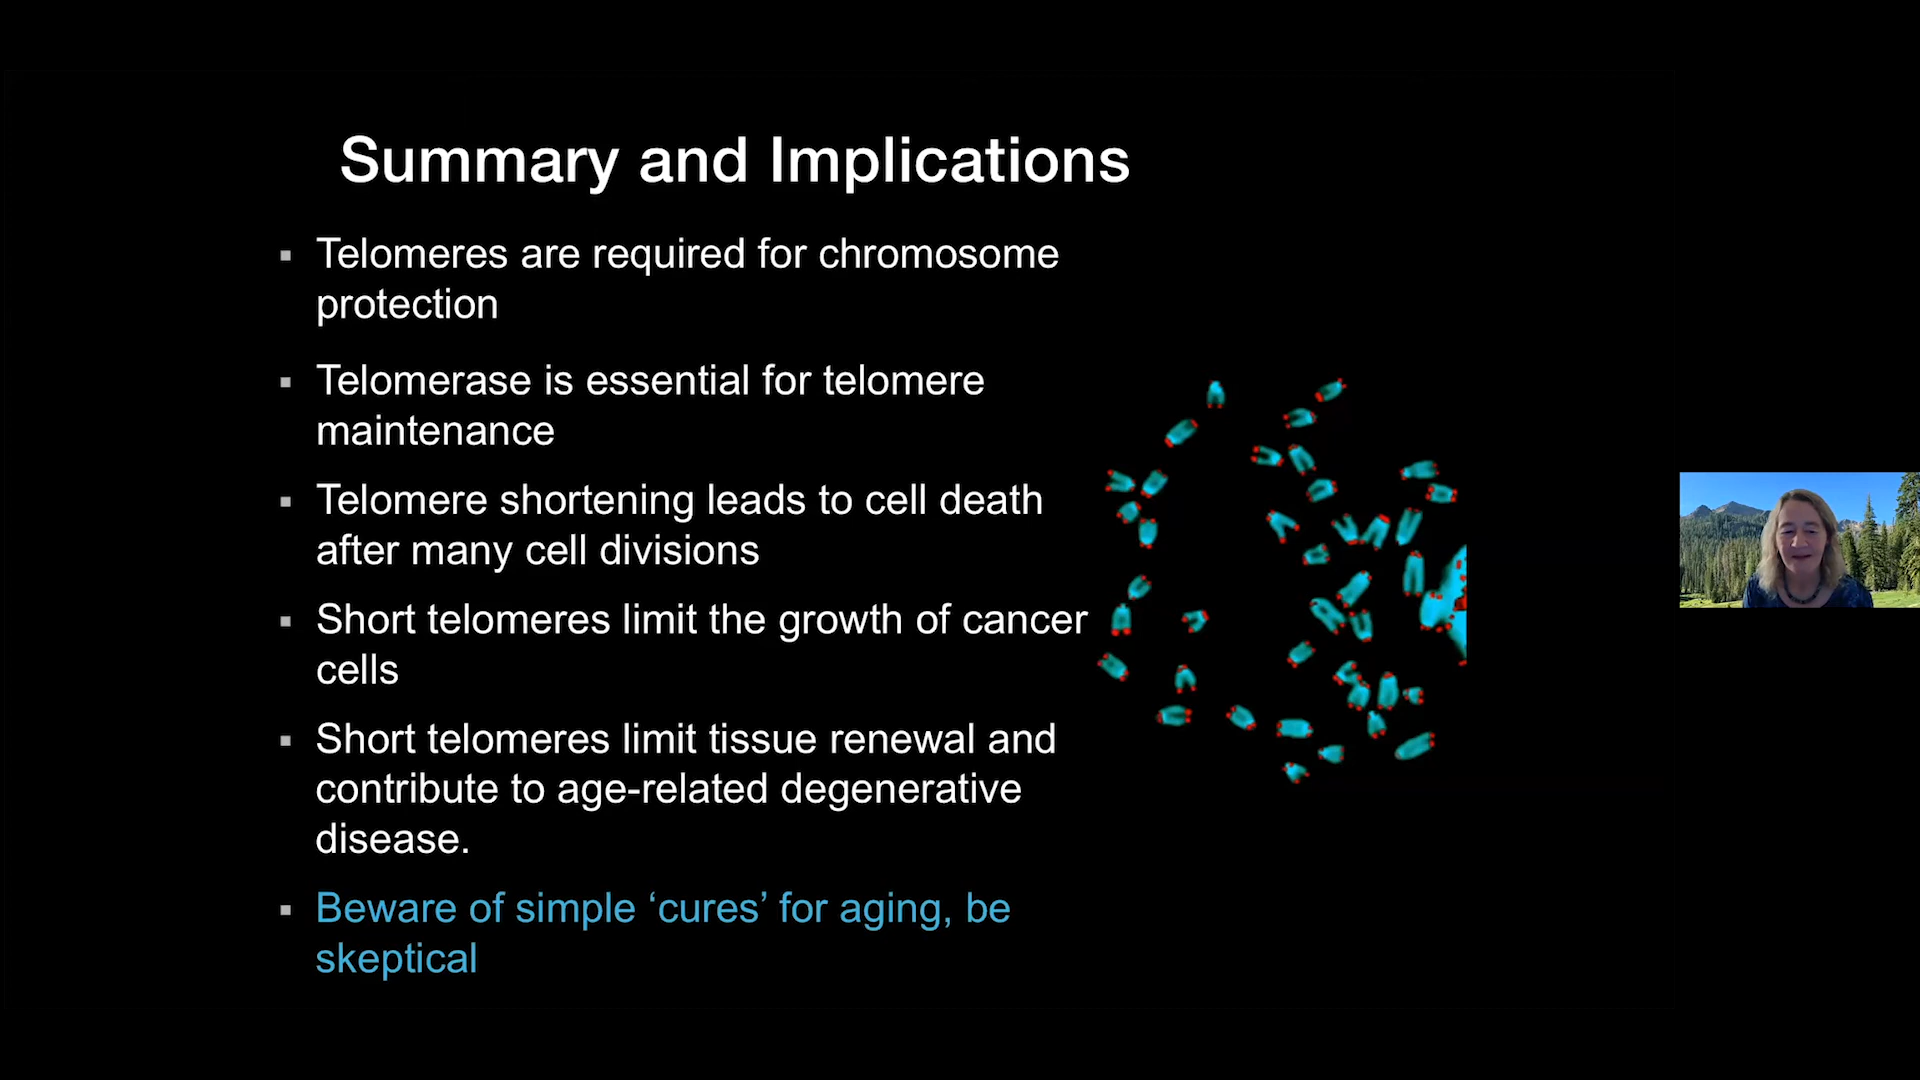 Summary and Implications
▪ Telomeres are required for chromosome
protection
▪ Telomerase is essential for telomere
maintenance
▪ Telomere shortening leads to cell death
after many cell divisions
▪ Short telomeres limit the growth of cancer
cells
▪ Short telomeres limit tissue renewal and
contribute to age-related degenerative
disease.
▪ Beware of simple ‘cures’ for aging, be
skeptical